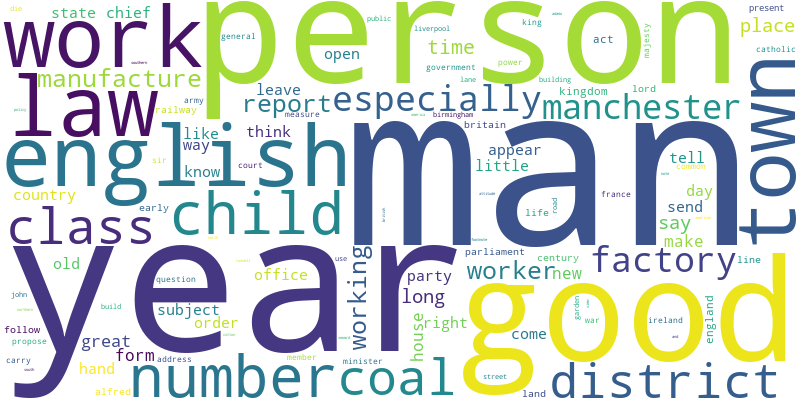 die state chief public liverpool king adams present
general majesty act
work person open time place
government lane building power catholic
manufacture leave kingdom lord
army railway report especially manchester
law measure birmingham
like think britain town
english way man appear tell
sir court little common
know france day
country child life send
early class road say
make
old office working parliament century line
use party worker new factory
year question long good
john build subject garden england
order house right war ireland
follow great come
propose form address member minister
carry hand number coal street district
alfred land